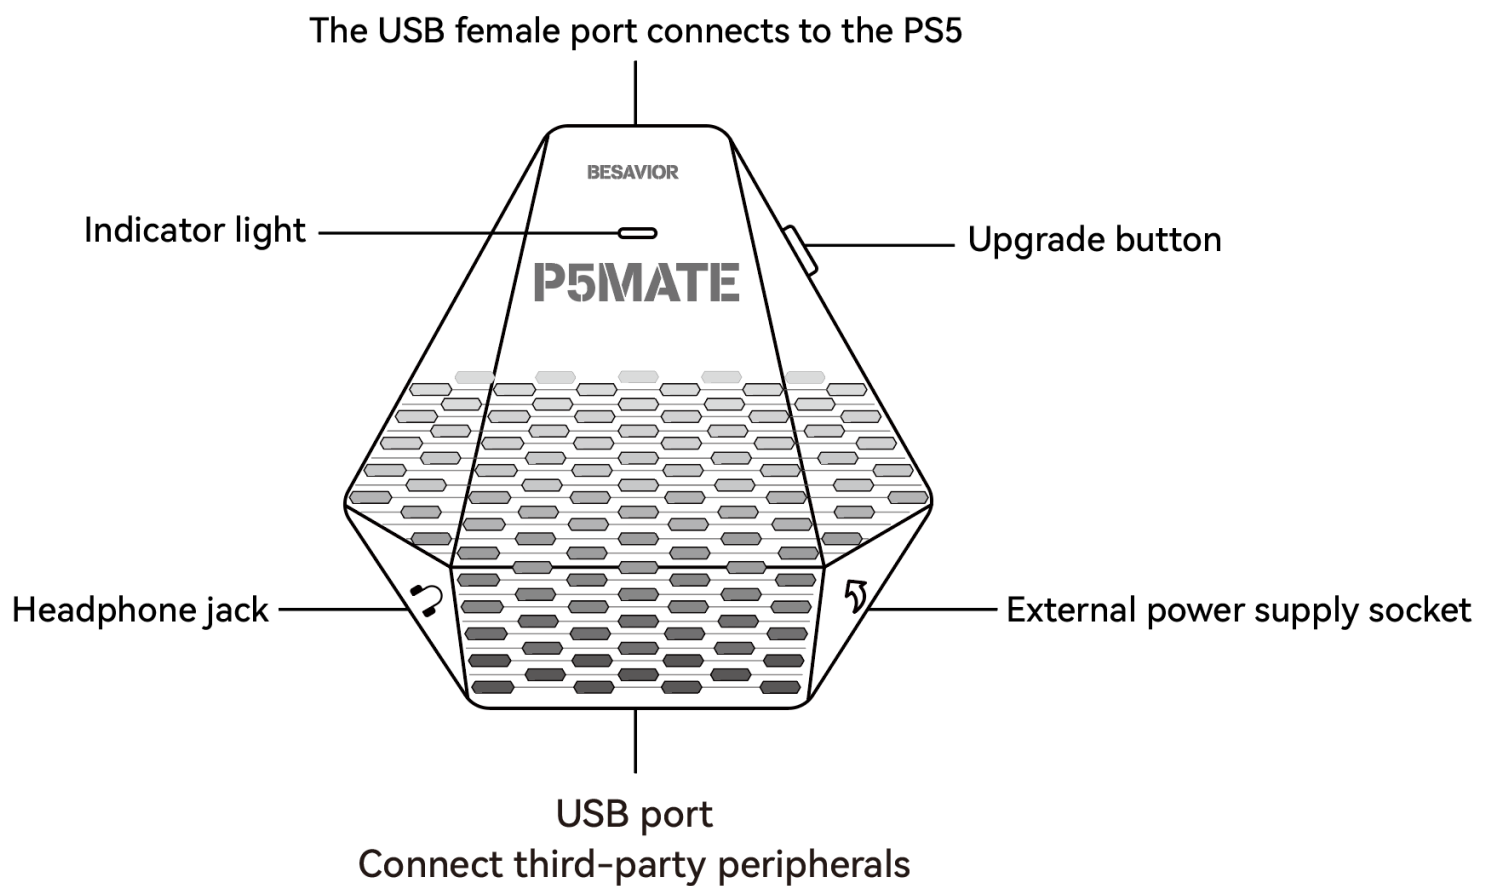 The USB female port connects to the PS5
BESAVIOR
Indicator light
Upgrade button
P5MATE
Headphone jack
External power supply socket
USB port
Connect third-party peripherals